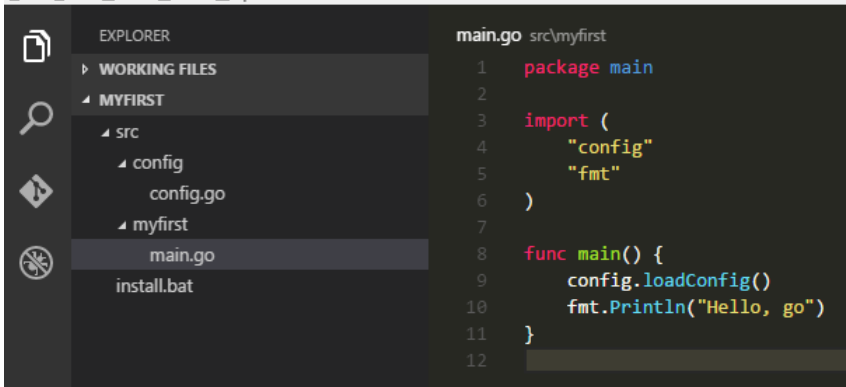 EXPLORER
WORKING FILES
MYFIRST
src
config
config.go
myfirst
main.go
install.bat
main.go src\myfirst
1 package main
2
3 import (
4     "config"
5     "fmt"
6 )
7
8 func main() {
9     config.loadConfig()
10     fmt.Println("Hello, go")
11 }
12